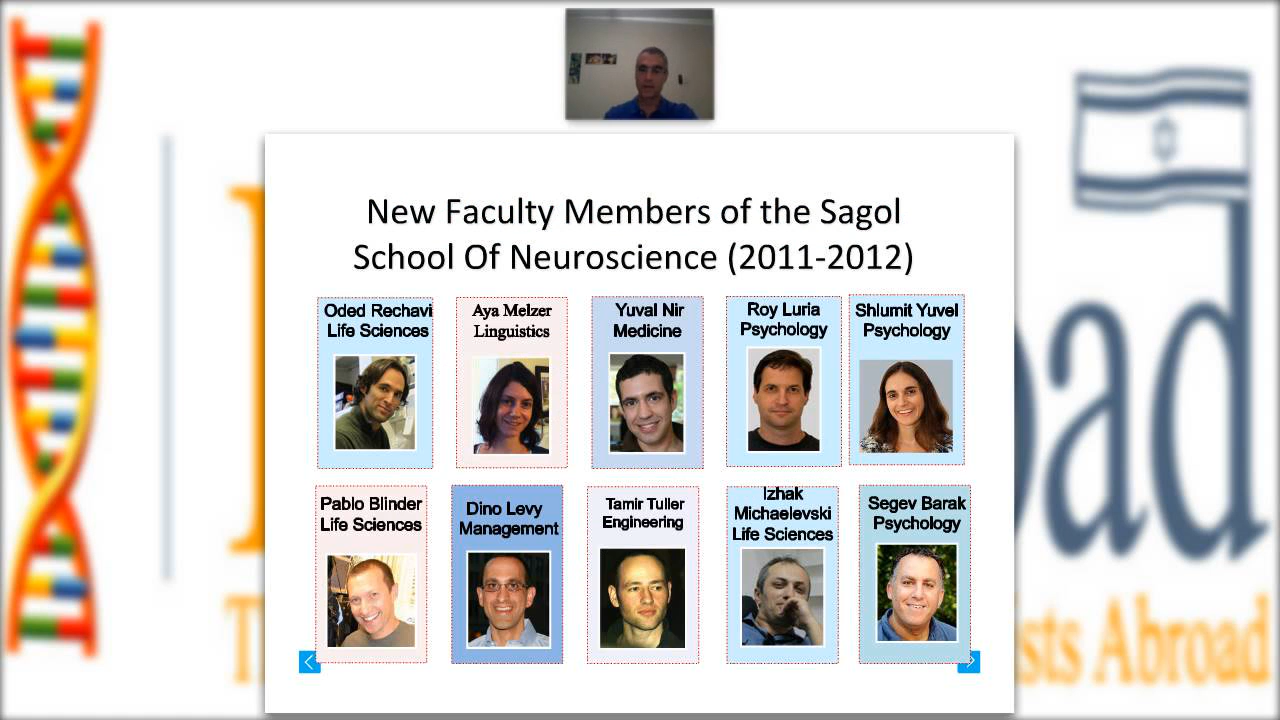 New Faculty Members of the Sagol
School Of Neuroscience (2011-2012)
Oded Rechavi
Life Sciences
Aya Melzer
Linguistics
Yuval Nir
Medicine
Roy Luria
Psychology
Shlumit Yuvel
Psychology
Pablo Blinder
Life Sciences
Dino Levy
Management
Tamir Tuller
Engineering
Izhak
Michaelevski
Life Sciences
Segev Barak
Psychology
Abroad